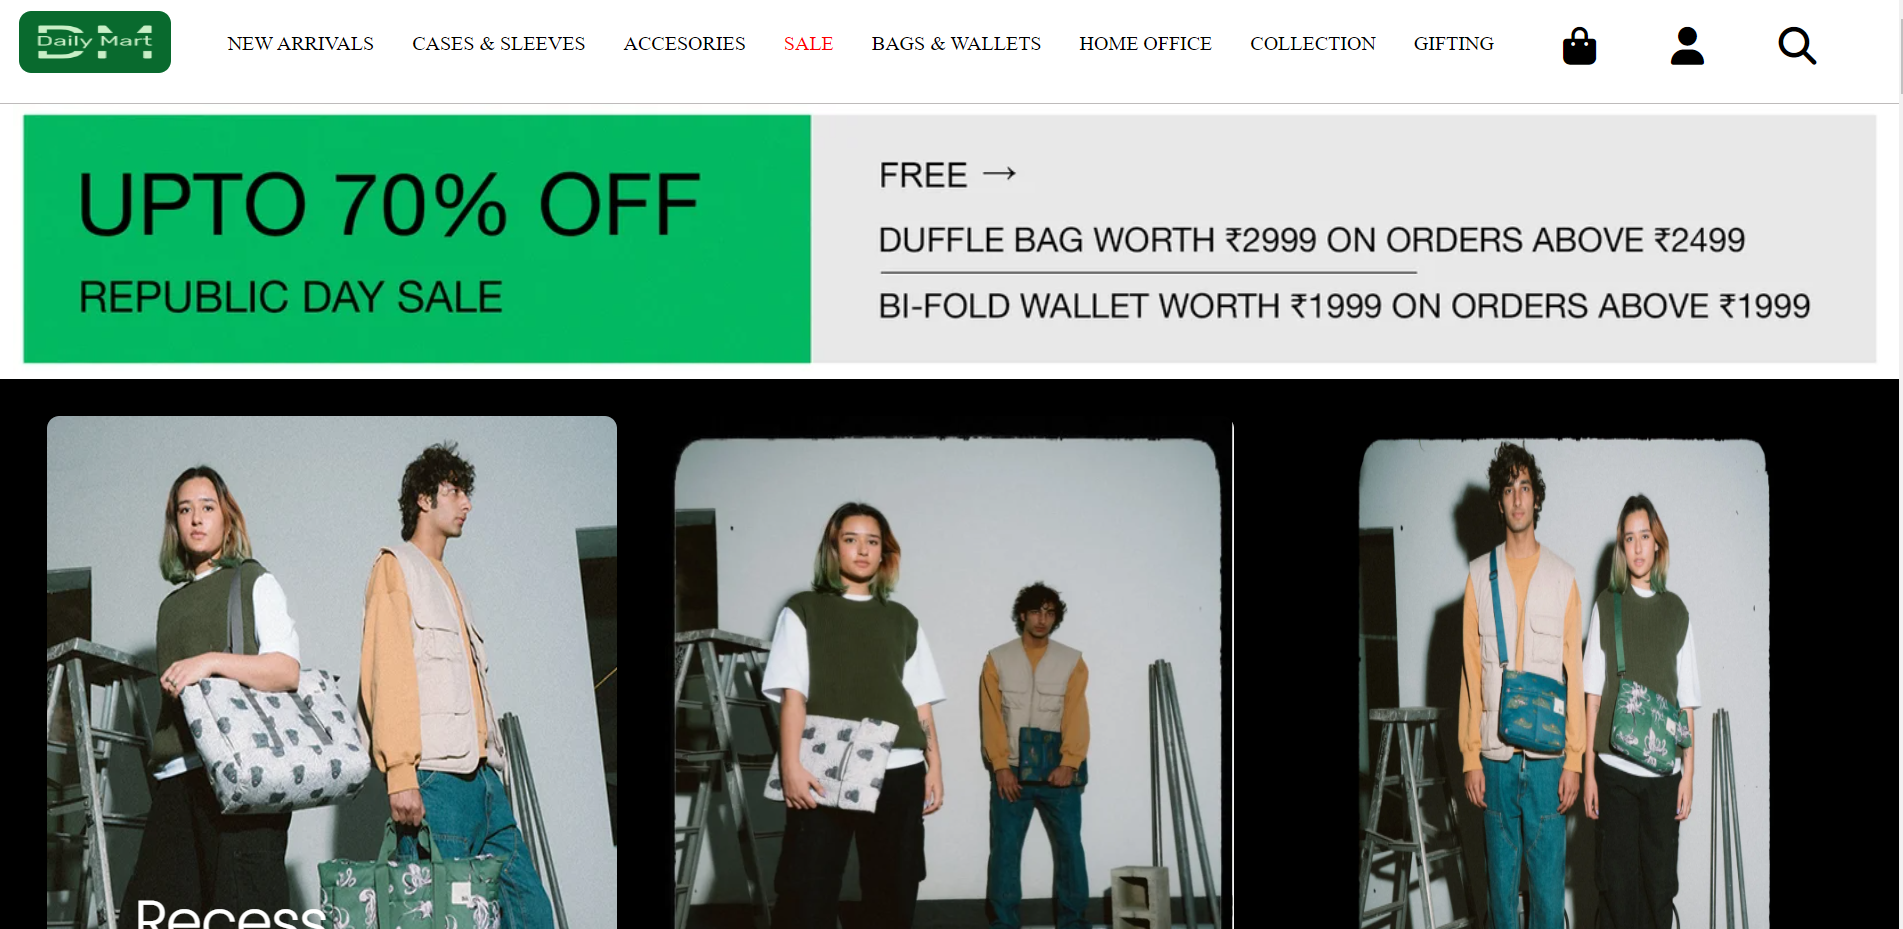 DM
Daily Mart
NEW ARRIVALS
CASES & SLEEVES
ACCESORIES
SALE
BAGS & WALLETS
HOME OFFICE
COLLECTION
GIFTING
UPTO 70% OFF
REPUBLIC DAY SALE
FREE →
DUFFLE BAG WORTH ₹2999 ON ORDERS ABOVE ₹2499
BI-FOLD WALLET WORTH ₹1999 ON ORDERS ABOVE ₹1999
Recess